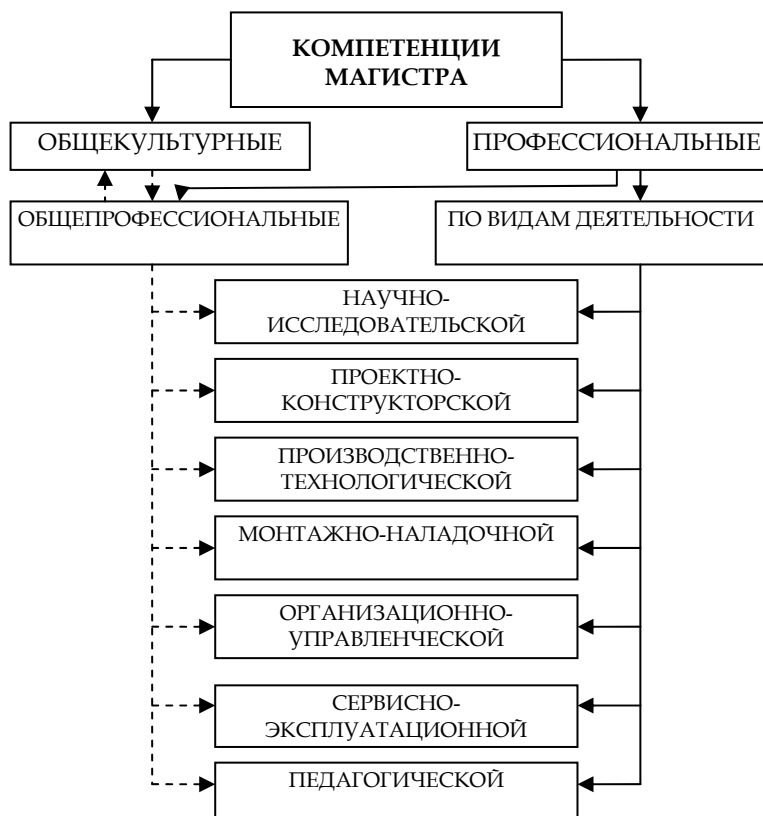 КОМПЕТЕНЦИИ
МАГИСТРА
ОБЩЕКУЛЬТУРНЫЕ
ПРОФЕССИОНАЛЬНЫЕ
ОБЩЕПРОФЕССИОНАЛЬНЫЕ
ПО ВИДАМ ДЕЯТЕЛЬНОСТИ
НАУЧНО-
ИССЛЕДОВАТЕЛЬСКОЙ
ПРОЕКТНО-
КОНСТРУКТОРСКОЙ
ПРОИЗВОДСТВЕННО-
ТЕХНОЛОГИЧЕСКОЙ
МОНТАЖНО-НАЛАДОЧНОЙ
ОРГАНИЗАЦИОННО-
УПРАВЛЕНЧЕСКОЙ
СЕРВИСНО-
ЭКСПЛУАТАЦИОННОЙ
ПЕДАГОГИЧЕСКОЙ